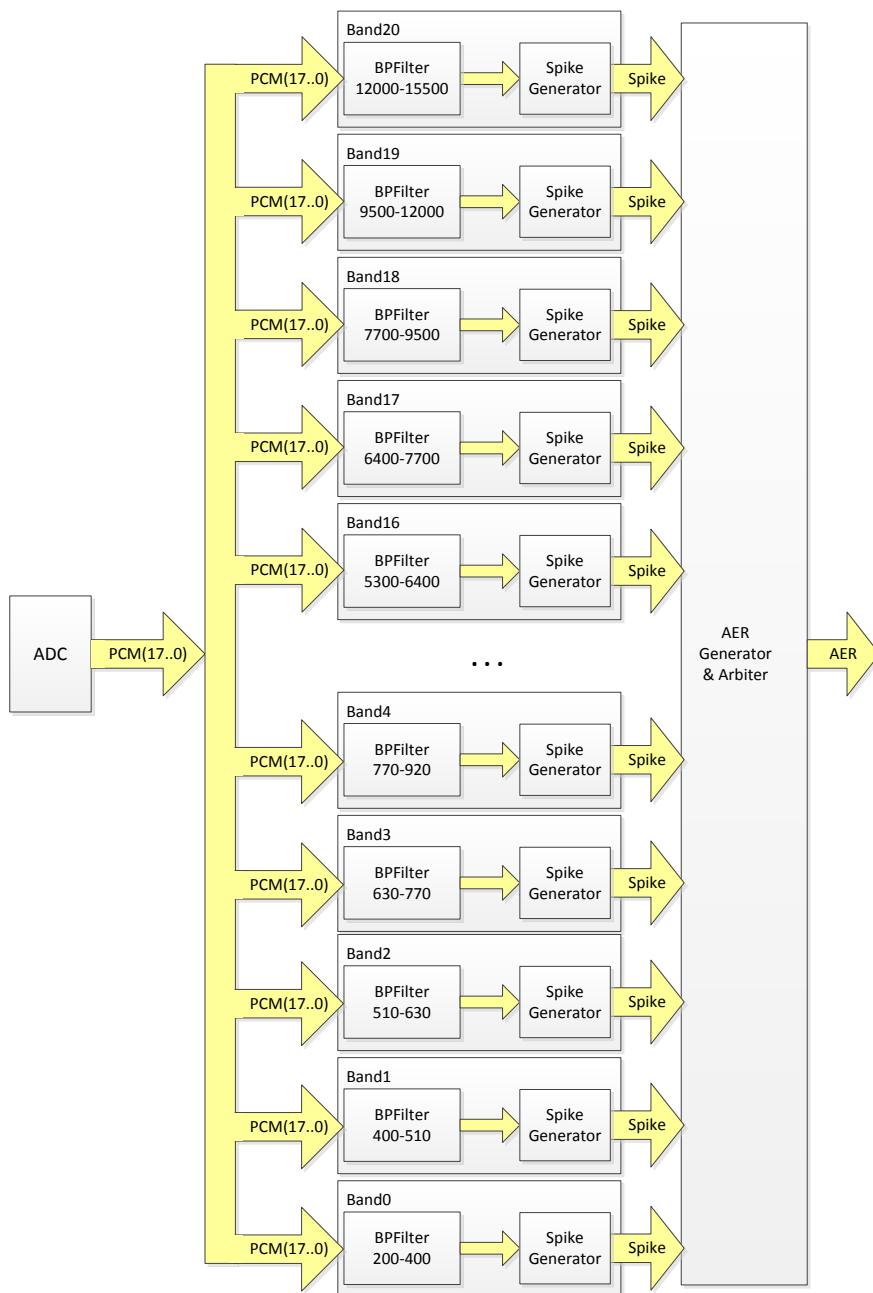 Band20
PCM(17..0)
BPFilter
12000-15500
Spike
Generator
Spike
Band19
PCM(17..0)
BPFilter
9500-12000
Spike
Generator
Spike
Band18
PCM(17..0)
BPFilter
7700-9500
Spike
Generator
Spike
Band17
PCM(17..0)
BPFilter
6400-7700
Spike
Generator
Spike
Band16
PCM(17..0)
BPFilter
5300-6400
Spike
Generator
Spike
ADC
PCM(17..0)
...
AER
Generator
& Arbiter
AER
Band4
PCM(17..0)
BPFilter
770-920
Spike
Generator
Spike
Band3
PCM(17..0)
BPFilter
630-770
Spike
Generator
Spike
Band2
PCM(17..0)
BPFilter
510-630
Spike
Generator
Spike
Band1
PCM(17..0)
BPFilter
400-510
Spike
Generator
Spike
Band0
PCM(17..0)
BPFilter
200-400
Spike
Generator
Spike